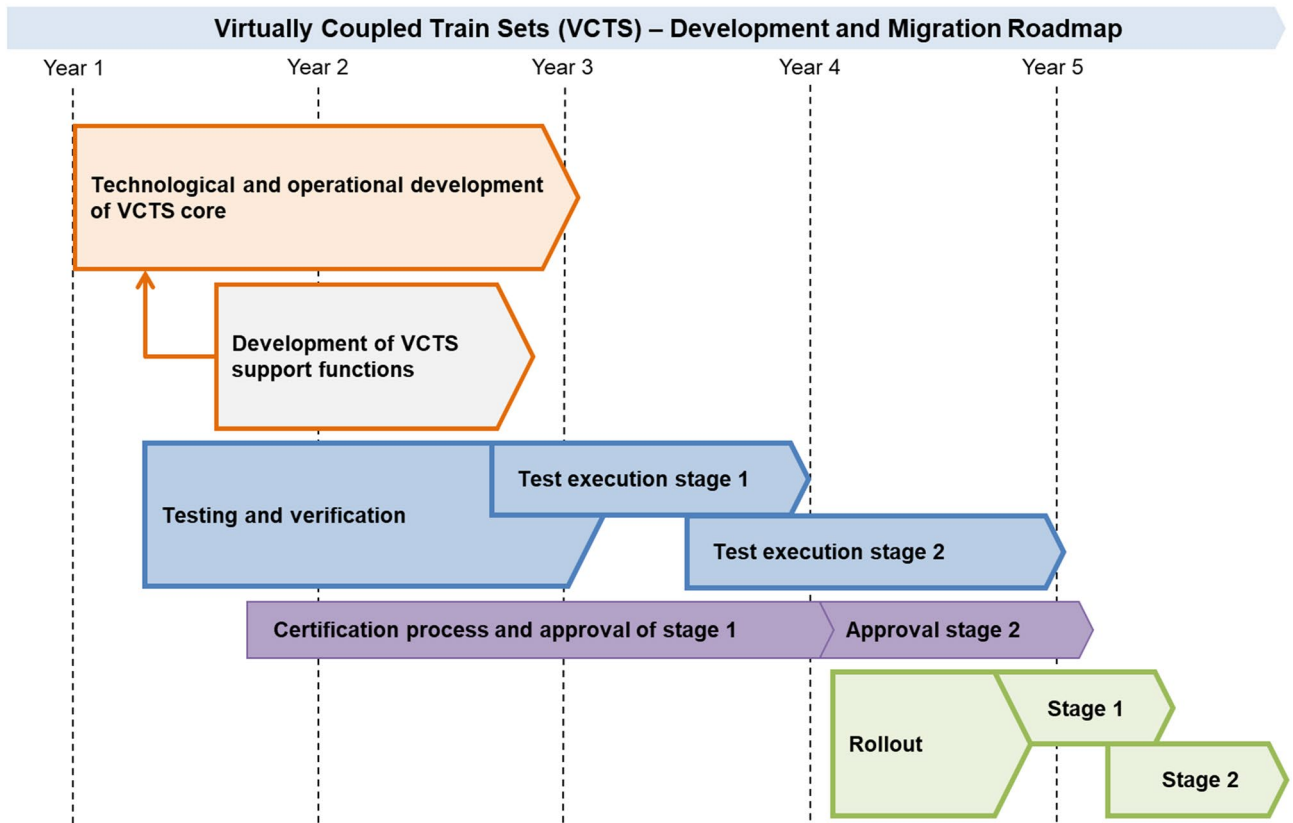 Virtually Coupled Train Sets (VCTS) – Development and Migration Roadmap
Year 1
Year 2
Year 3
Year 4
Year 5
Technological and operational development
of VCTS core
Development of VCTS
support functions
Test execution stage 1
Testing and verification
Test execution stage 2
Certification process and approval of stage 1
Approval stage 2
Stage 1
Rollout
Stage 2